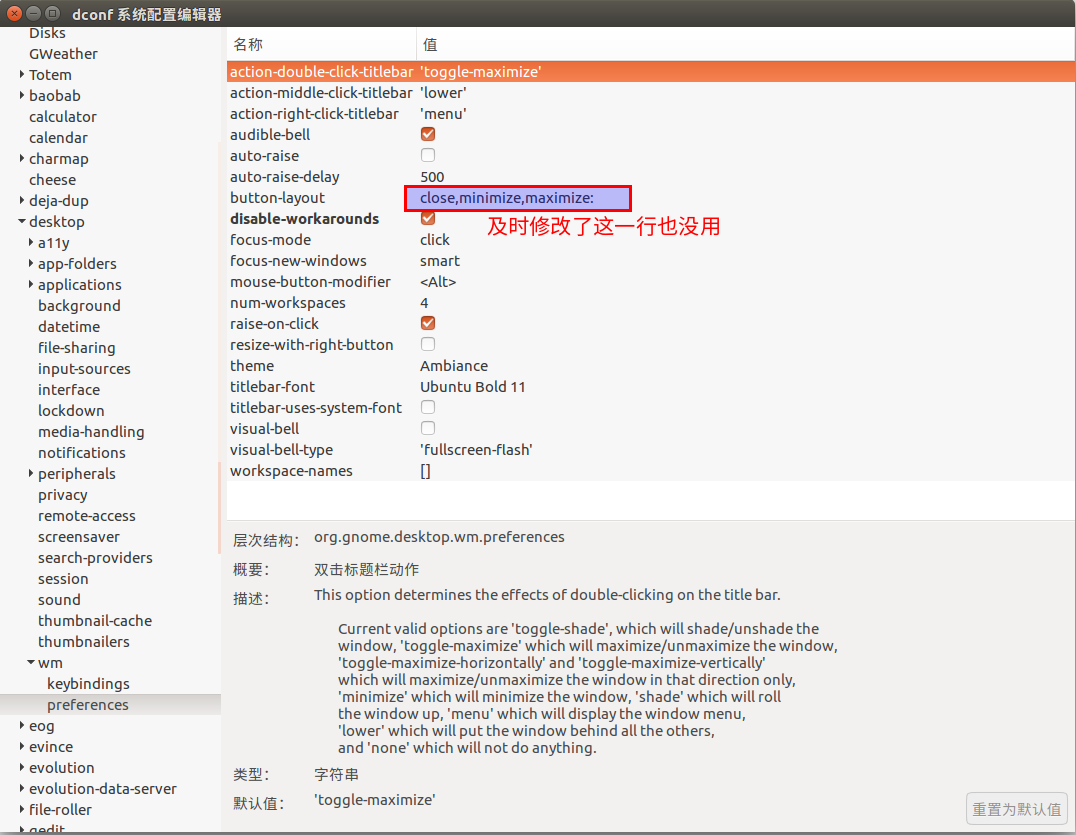 dconf 系统配置编辑器
Disks
GWeather
Totem
baobab
calculator
calendar
charmap
cheese
deja-dup
desktop
a11y
app-folders
applications
background
datetime
file-sharing
input-sources
interface
lockdown
media-handling
notifications
peripherals
privacy
remote-access
screensaver
search-providers
session
sound
thumbnail-cache
thumbnailers
wm
keybindings
preferences
eog
evince
evolution
evolution-data-server
file-roller
gedit
名称 值
action-double-click-titlebar 'toggle-maximize'
action-middle-click-titlebar 'lower'
action-right-click-titlebar 'menu'
audible-bell
auto-raise
auto-raise-delay 500
button-layout close,minimize,maximize:
disable-workarounds
及时修改了这一行也没用
focus-mode click
focus-new-windows smart
mouse-button-modifier <Alt>
num-workspaces 4
raise-on-click
resize-with-right-button
theme Ambiance
titlebar-font Ubuntu Bold 11
titlebar-uses-system-font
visual-bell
visual-bell-type 'fullscreen-flash'
workspace-names []
层次结构： org.gnome.desktop.wm.preferences
概要： 双击标题栏动作
描述： This option determines the effects of double-clicking on the title bar.
Current valid options are 'toggle-shade', which will shade/unshade the
window, 'toggle-maximize' which will maximize/unmaximize the window,
'toggle-maximize-horizontally' and 'toggle-maximize-vertically'
which will maximize/unmaximize the window in that direction only,
'minimize' which will minimize the window, 'shade' which will roll
the window up, 'menu' which will display the window menu,
'lower' which will put the window behind all the others,
and 'none' which will not do anything.
类型： 字符串
默认值： 'toggle-maximize'
重置为默认值